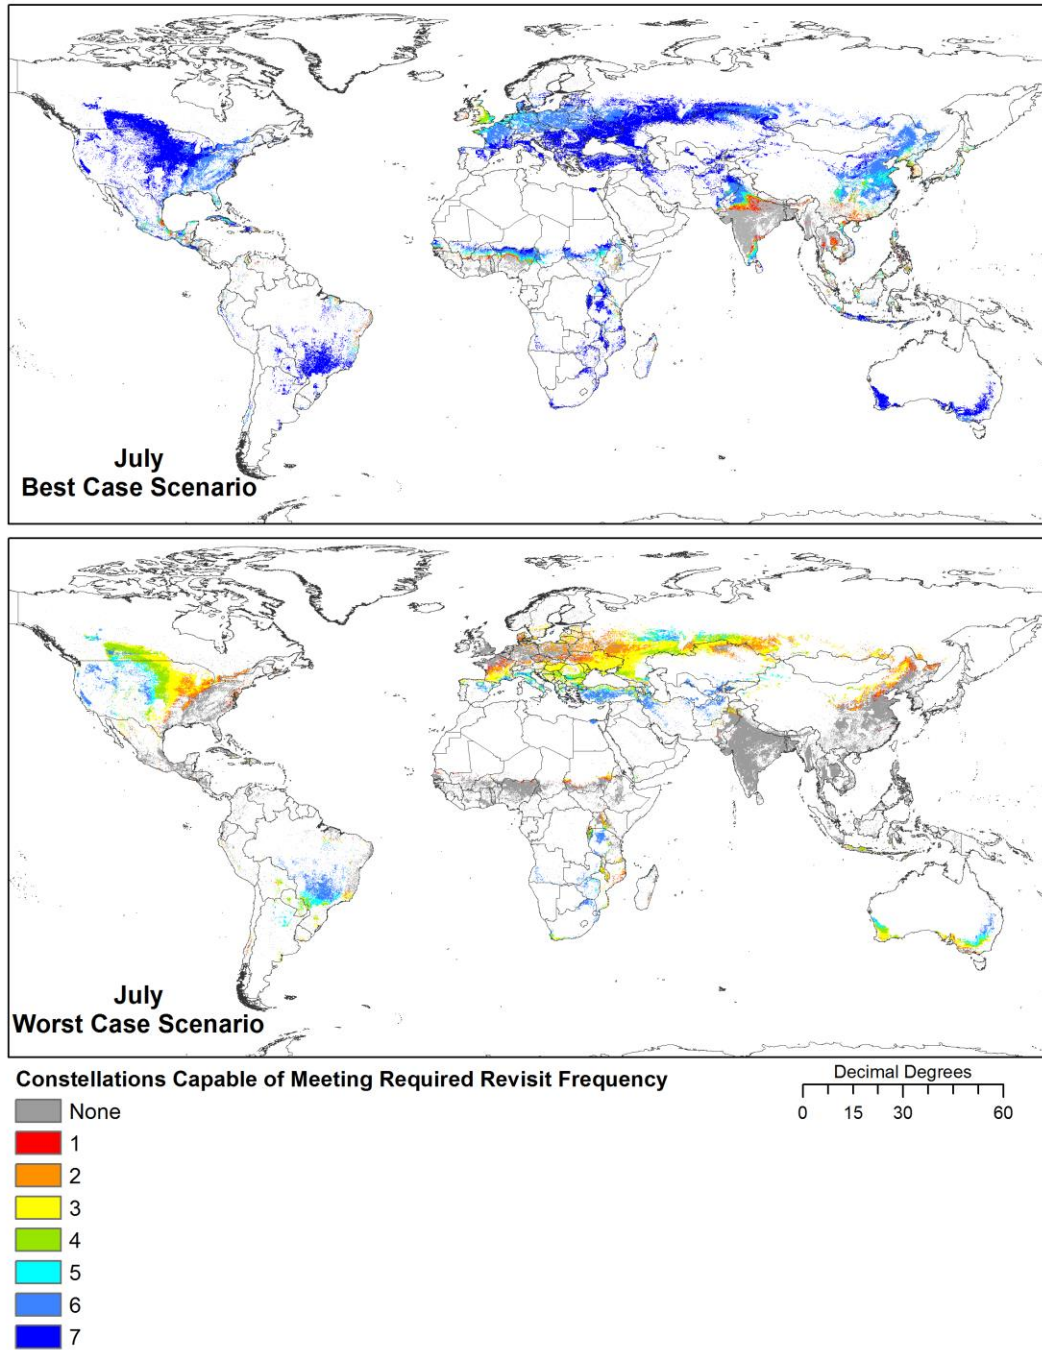 July
Best Case Scenario
July
Worst Case Scenario
Constellations Capable of Meeting Required Revisit Frequency
None
1
2
3
4
5
6
7
Decimal Degrees
0 15 30 60